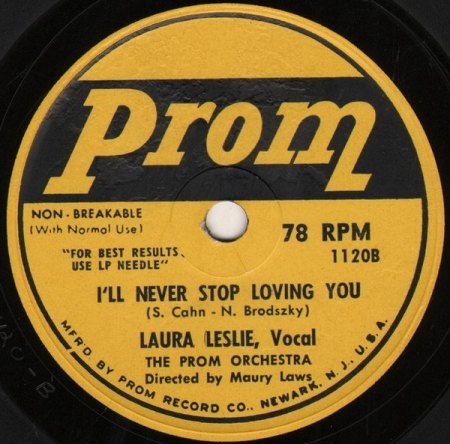 Prom
NON-BREAKABLE
(With Normal Use)
78 RPM
1120B
"FOR BEST RESULTS,
USE LP NEEDLE"
I'LL NEVER STOP LOVING YOU
(S. Cahn - N. Brodszky)
LAURA LESLIE, Vocal
THE PROM ORCHESTRA
Directed by Maury Laws
MFR'D BY PROM RECORD CO., NEWARK, N. J., U. S. A.